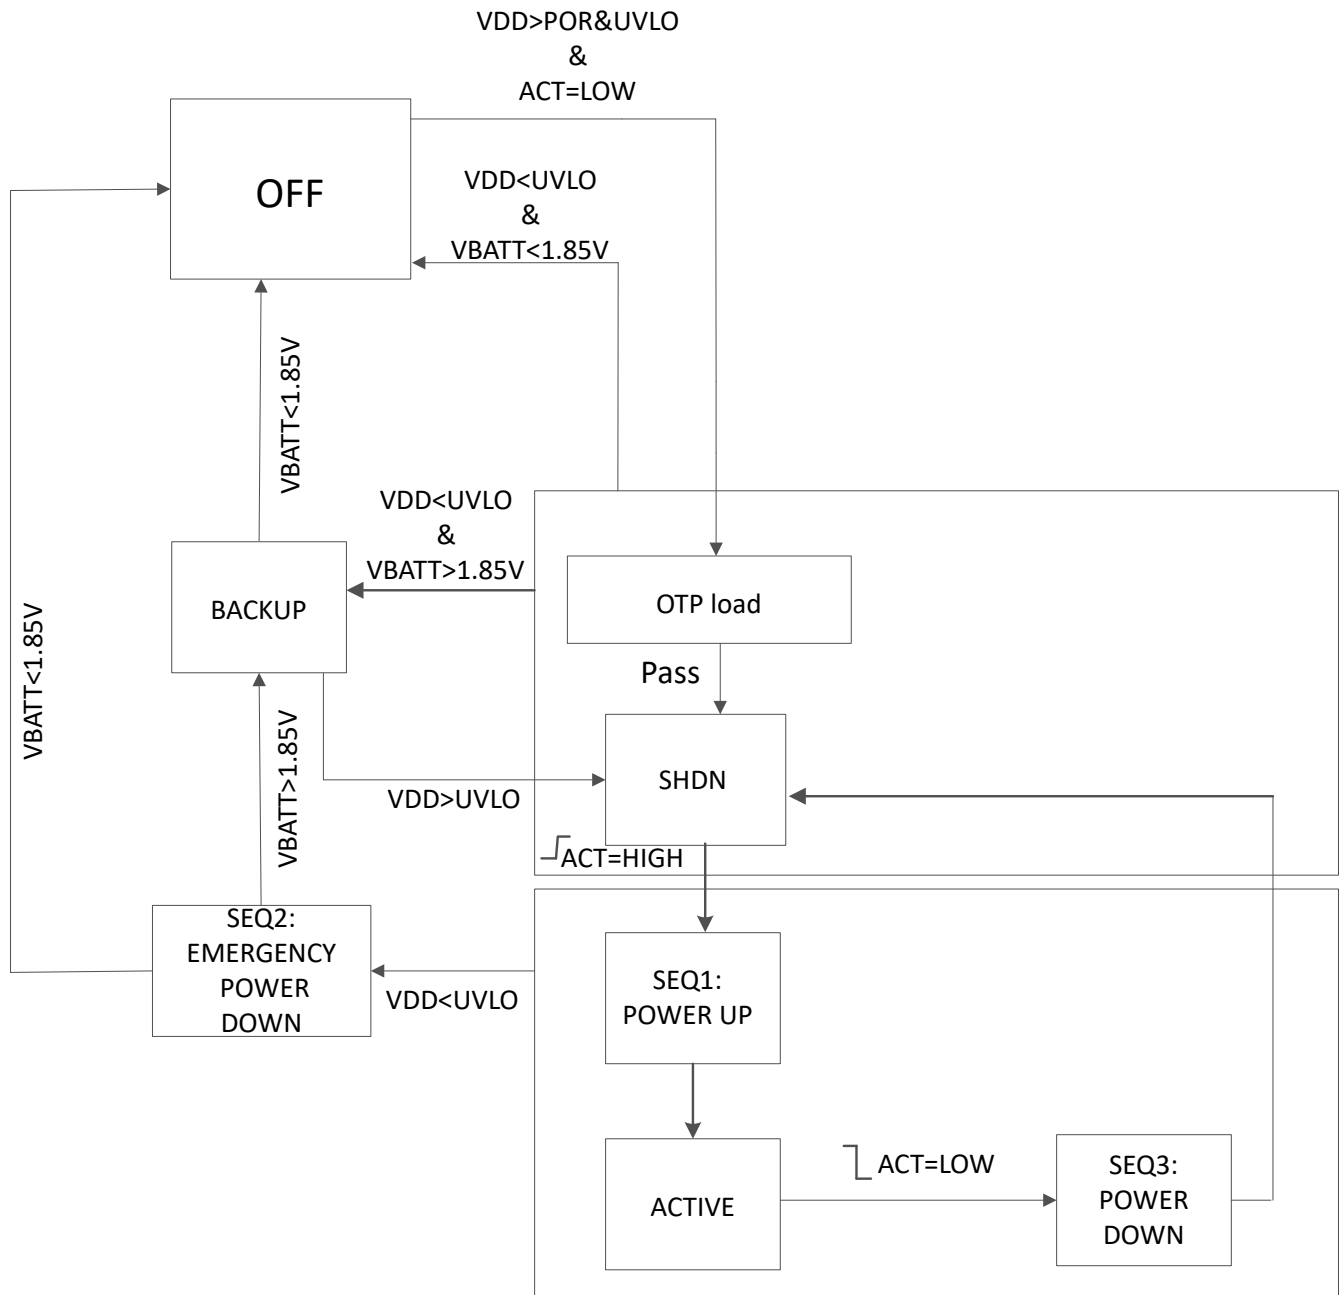 VDD>POR&UVLO
&
ACT=LOW
OFF
VDD<UVLO
&
VBATT<1.85V
VBATT<1.85V
VDD<UVLO
&
VBATT>1.85V
OTP load
BACKUP
Pass
VBATT<1.85V
VBATT>1.85V
SHDN
VDD>UVLO
ACT=HIGH
SEQ2:
EMERGENCY
POWER
DOWN
VDD<UVLO
SEQ1:
POWER UP
ACT=LOW
SEQ3:
POWER
DOWN
ACTIVE